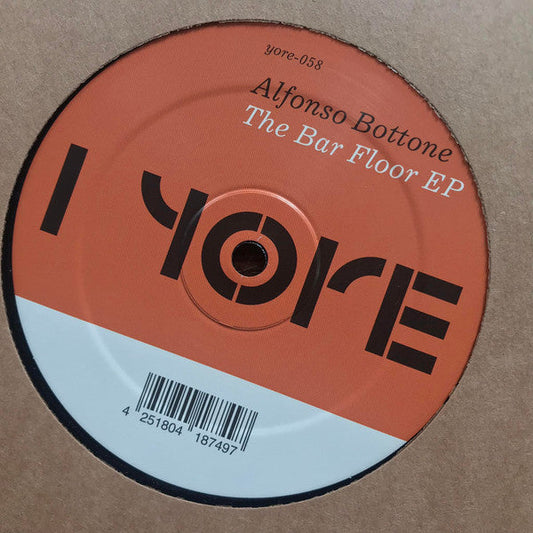 yore-058
Alfonso Bottone
The Bar Floor EP
I YORE
4 251804 187497